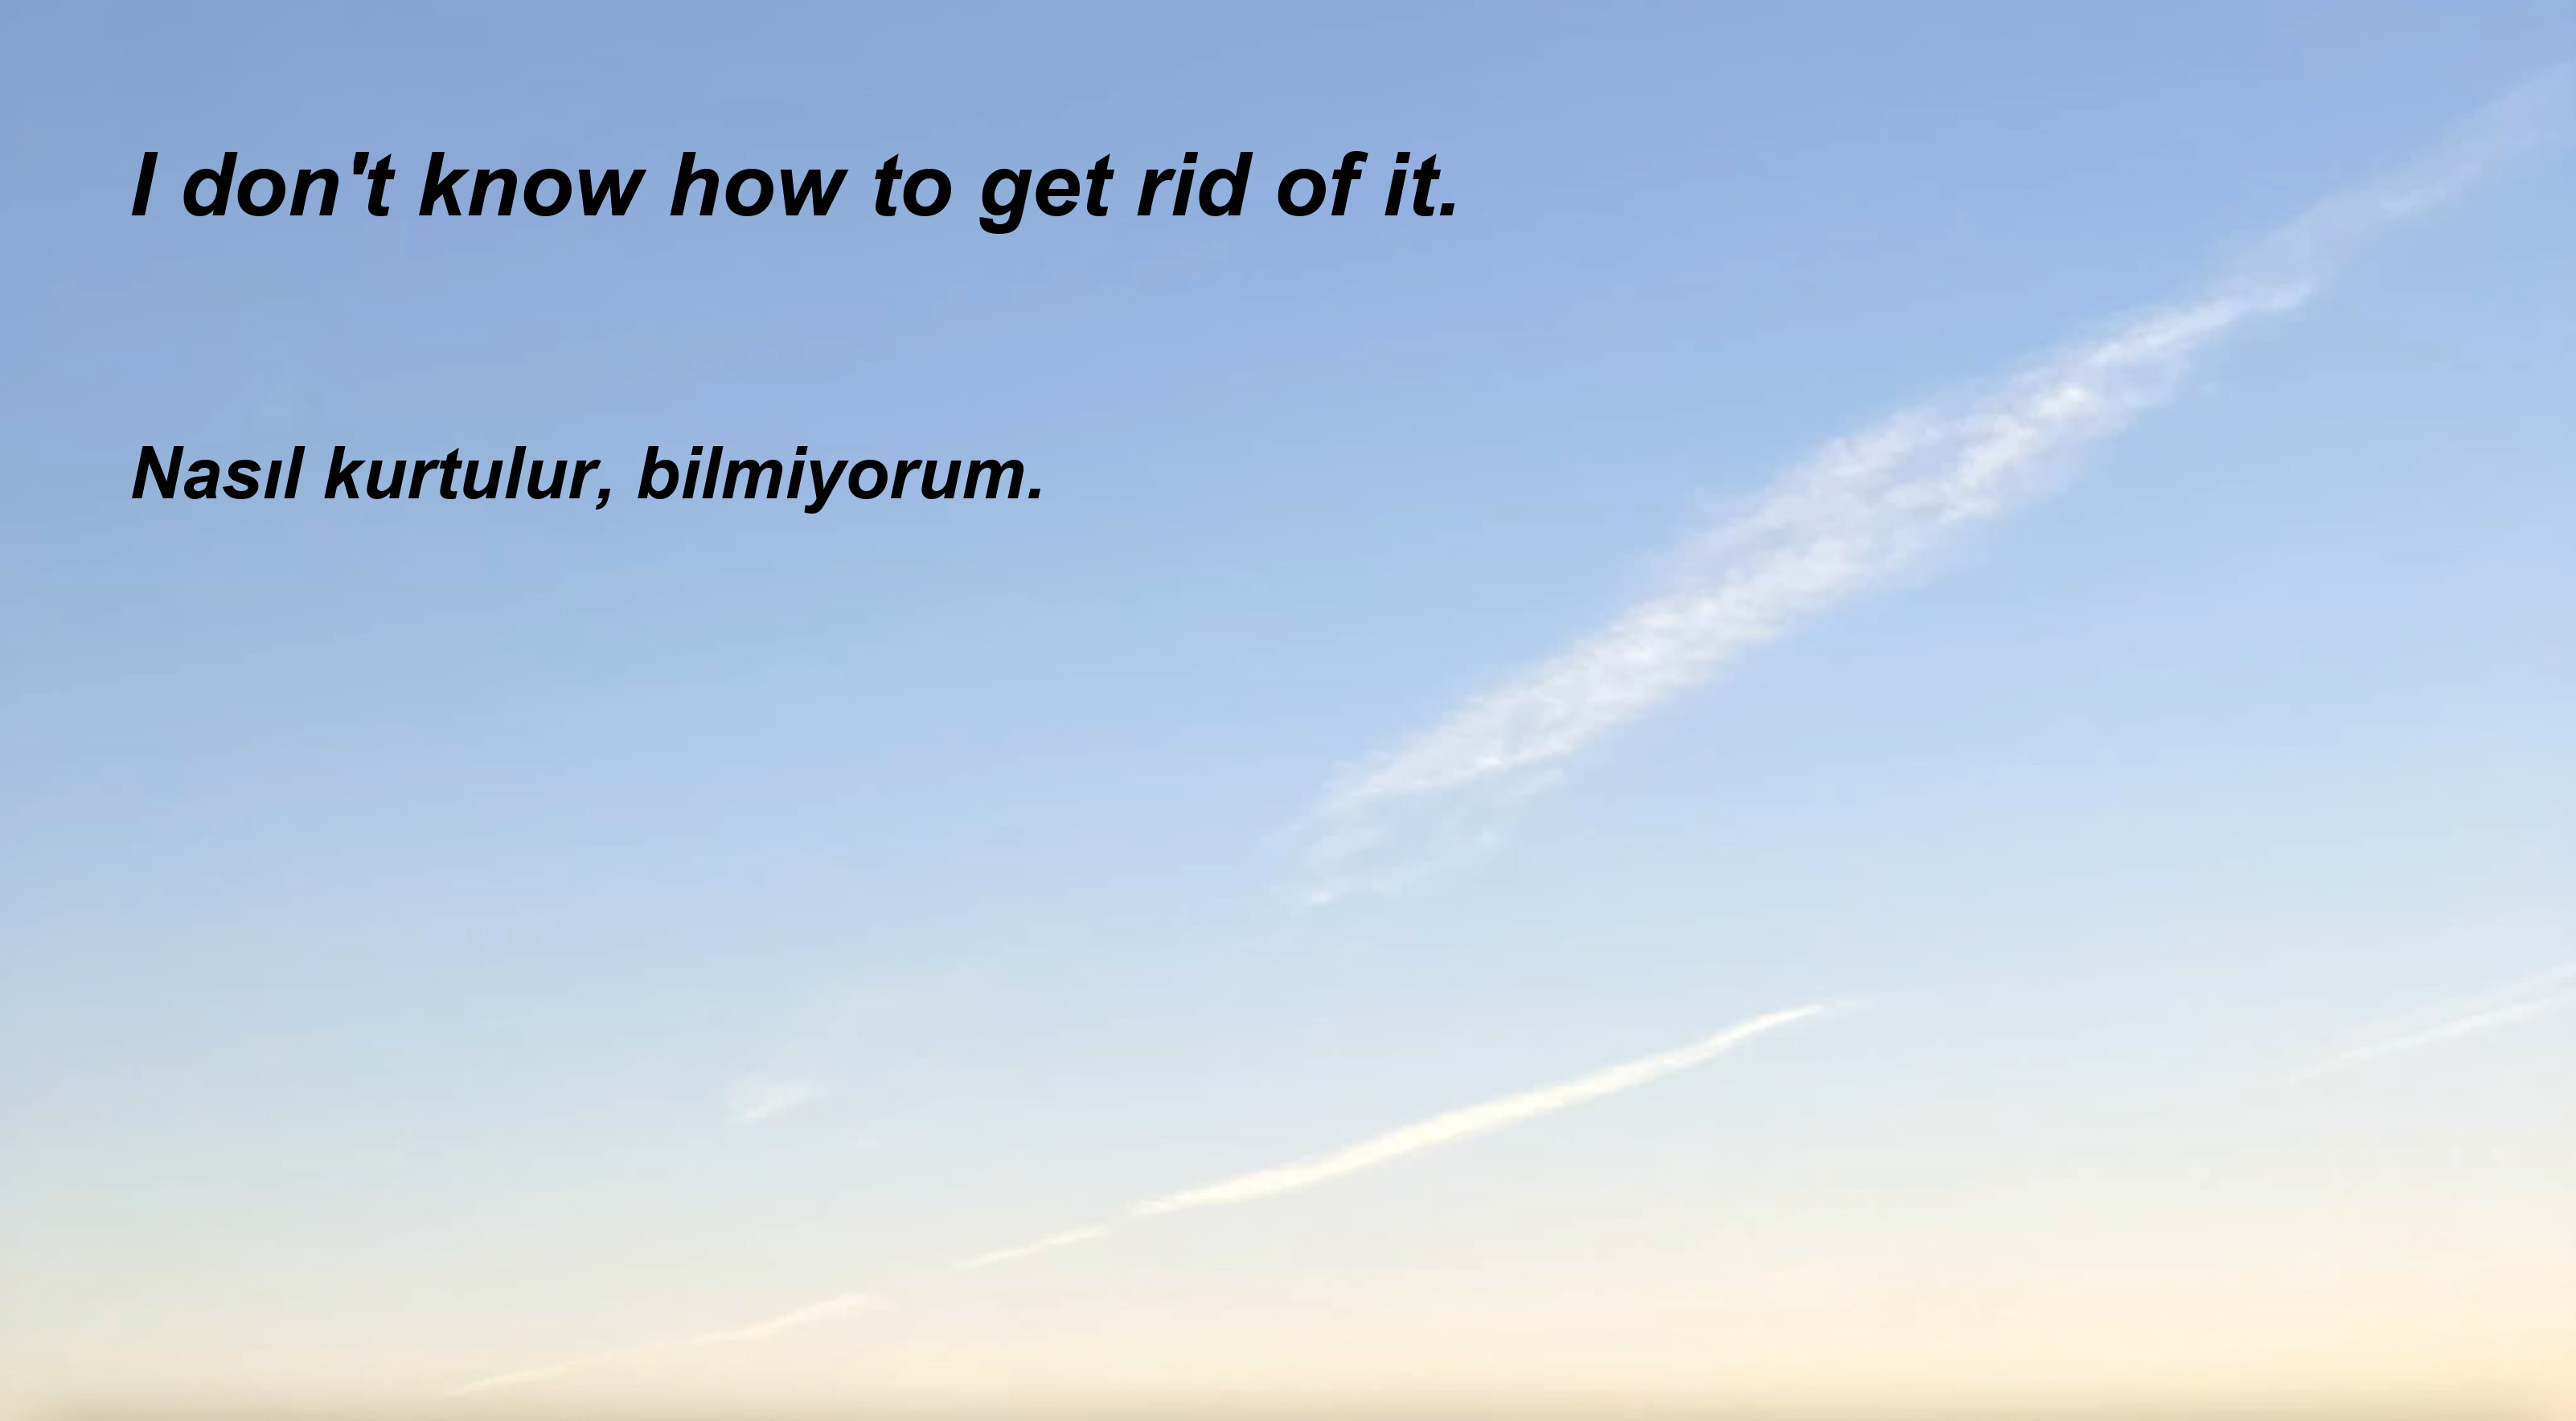 I don't know how to get rid of it.
Nasıl kurtulur, bilmiyorum.